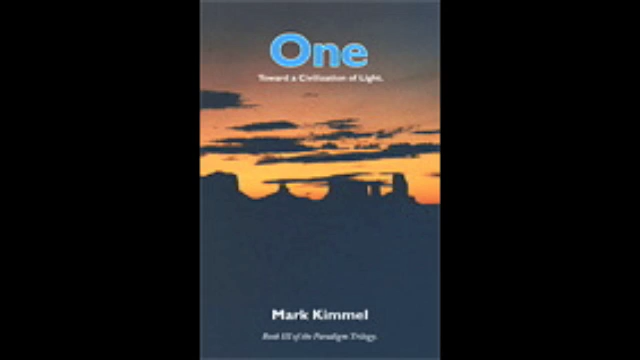 One
Toward a Civilization of Light.
Mark Kimmel
Book III of the Paradigm Trilogy.